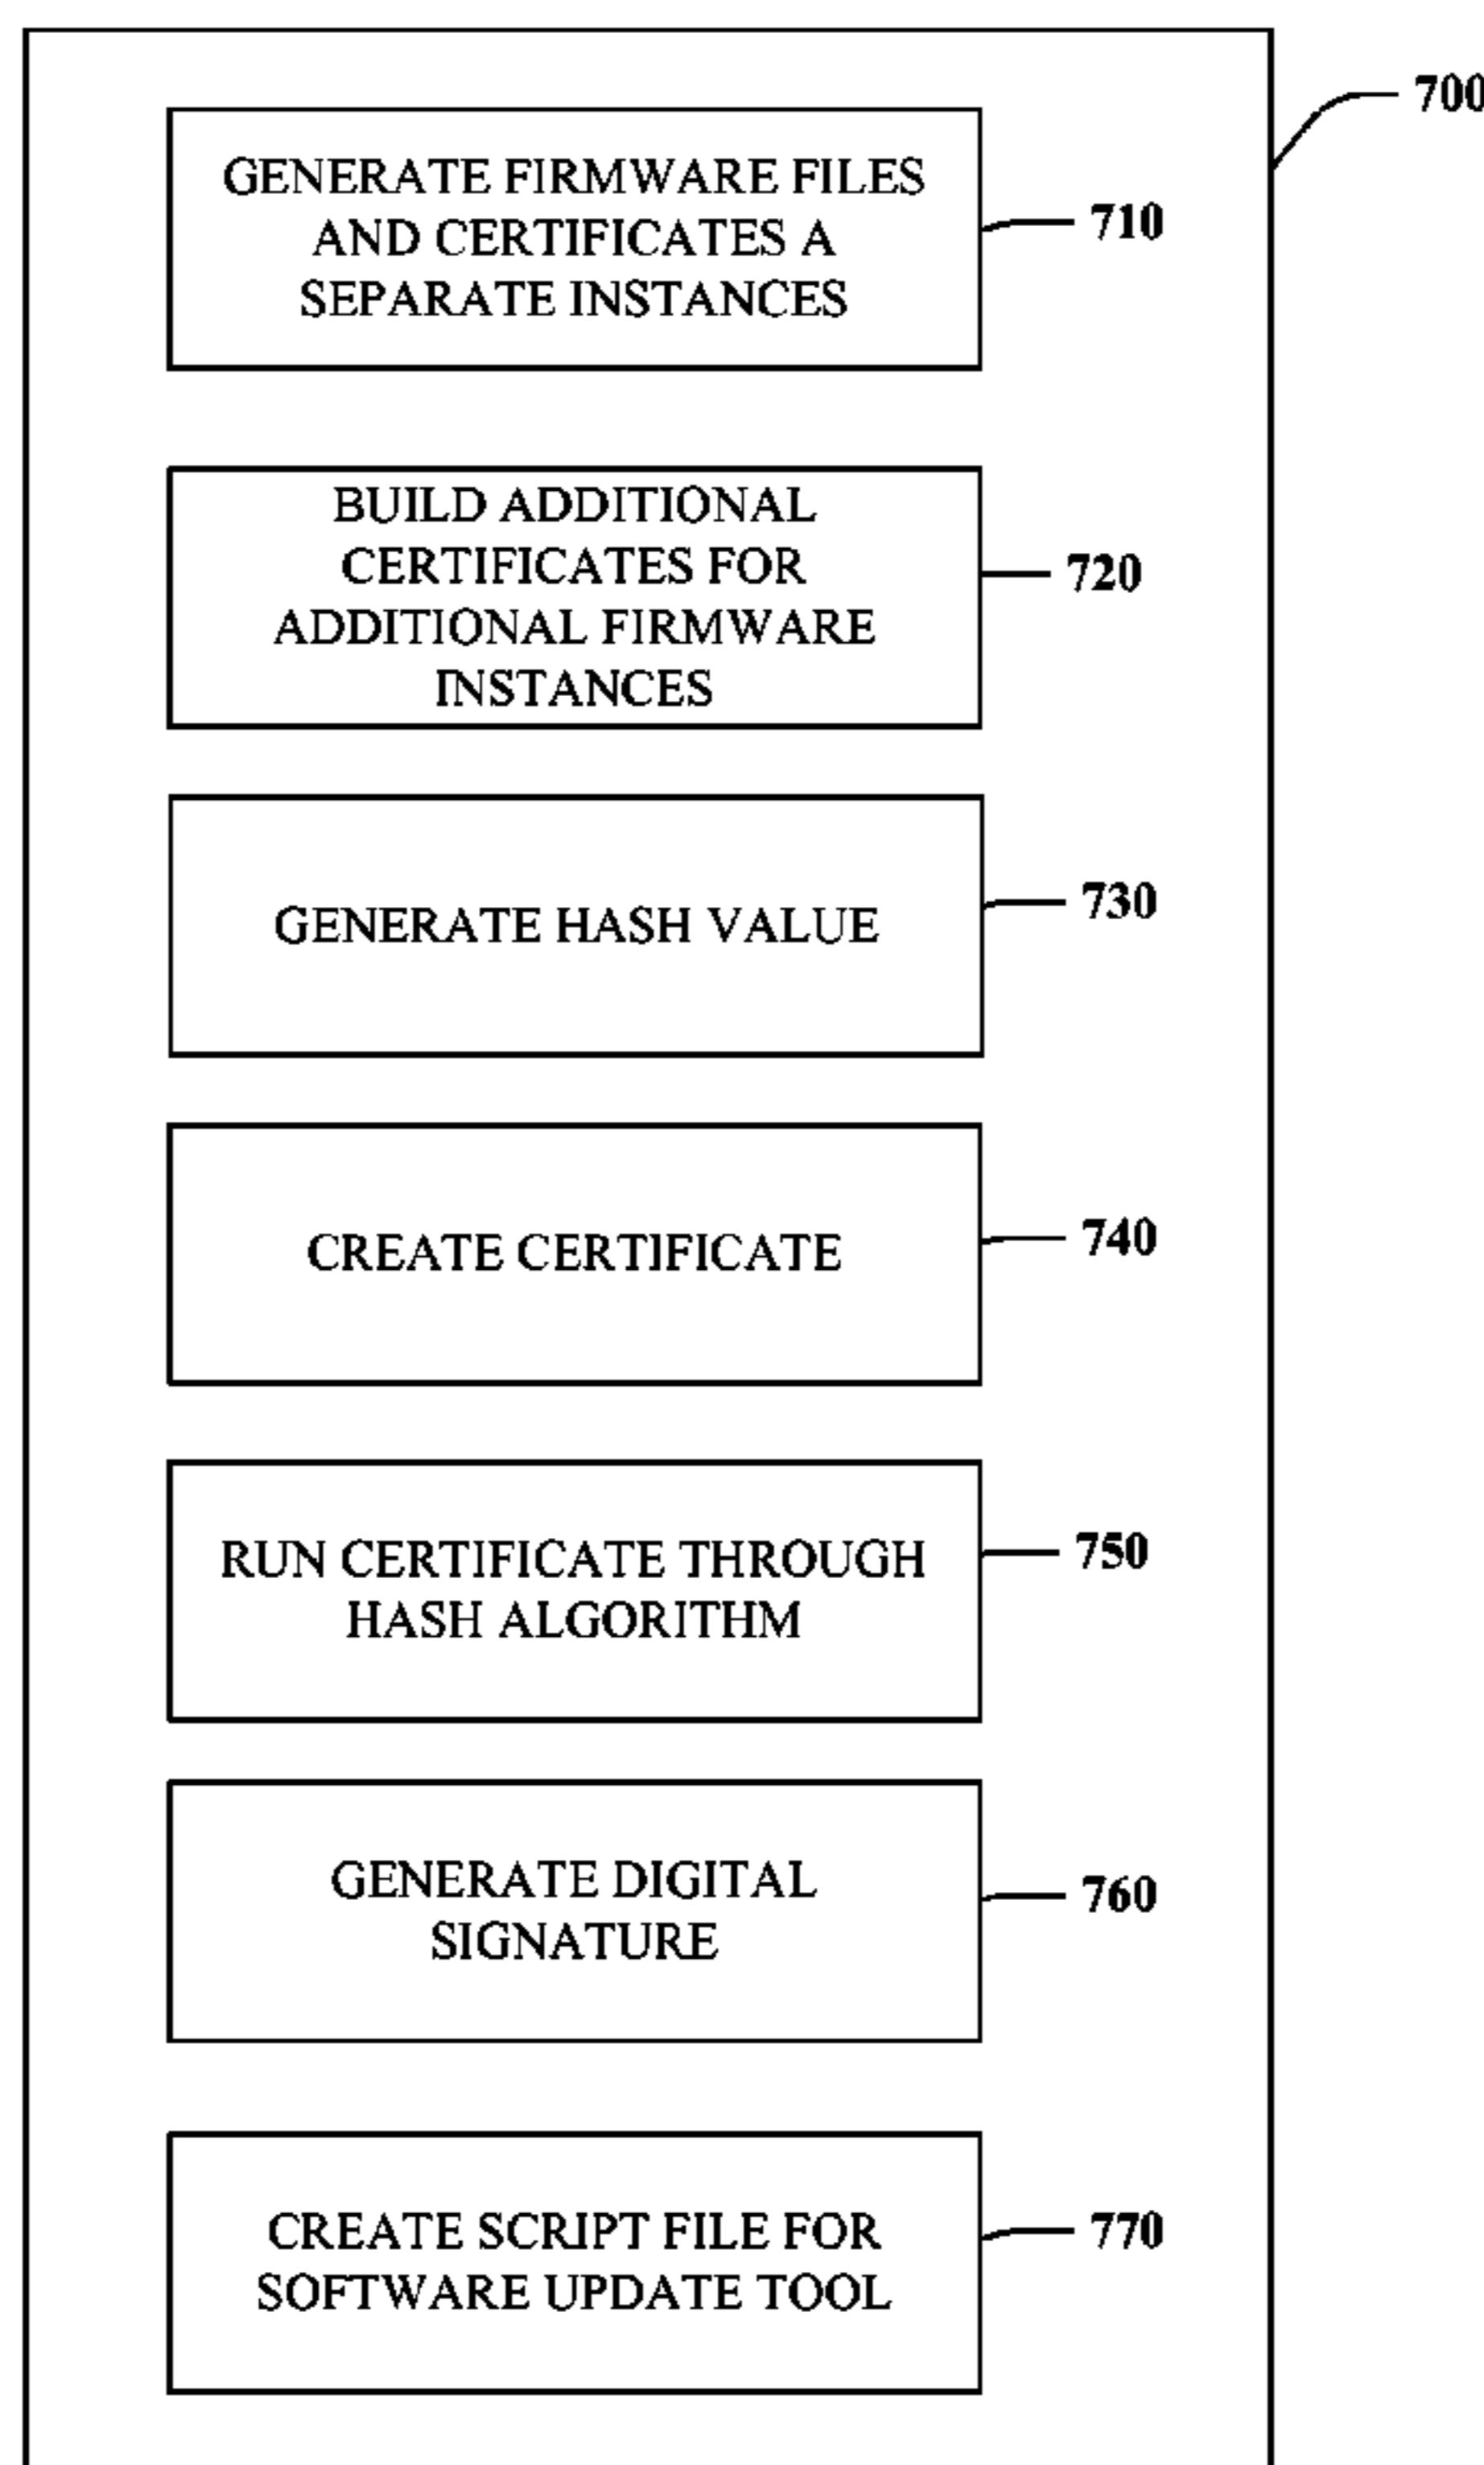 700
GENERATE FIRMWARE FILES
AND CERTIFICATES A
SEPARATE INSTANCES
710
BUILD ADDITIONAL
CERTIFICATES FOR
ADDITIONAL FIRMWARE
INSTANCES
720
GENERATE HASH VALUE
730
CREATE CERTIFICATE
740
RUN CERTIFICATE THROUGH
HASH ALGORITHM
750
GENERATE DIGITAL
SIGNATURE
760
CREATE SCRIPT FILE FOR
SOFTWARE UPDATE TOOL
770